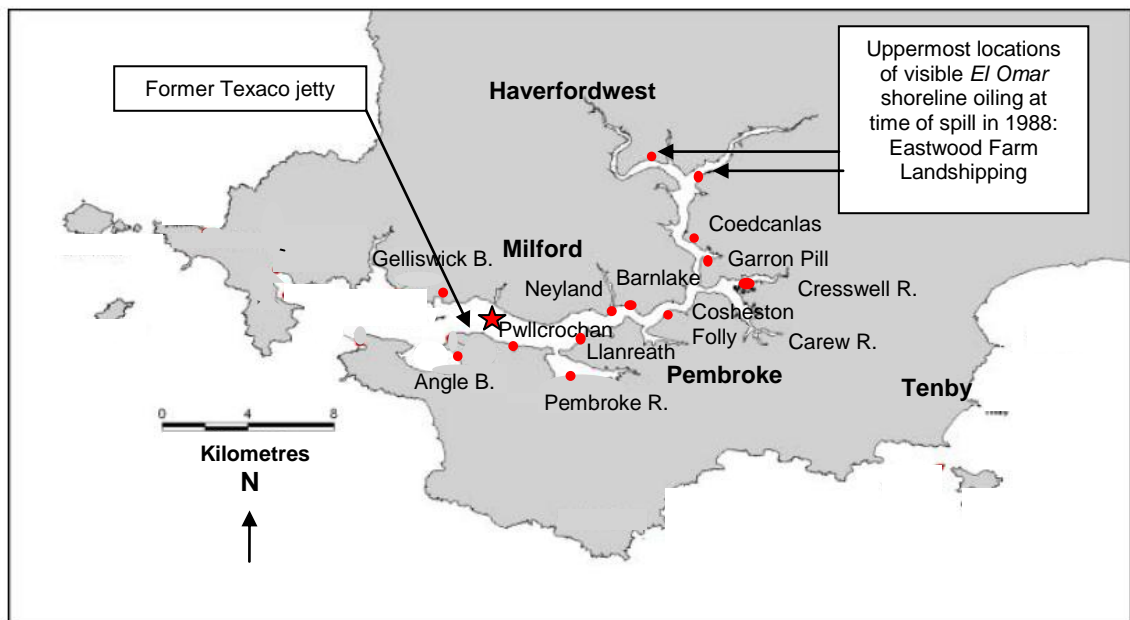 Uppermost locations
of visible El Omar
shoreline oiling at
time of spill in 1988:
Eastwood Farm
Landshipping
Former Texaco jetty
Haverfordwest
Coedcanlas
Milford
Garron Pill
Gelliswick B.
Barnlake
Neyland
Cresswell R.
Cosheston
Folly
Pwllcrochan
Carew R.
Llanreath
Angle B.
Pembroke
Tenby
Pembroke R.
0 4 8
Kilometres
N